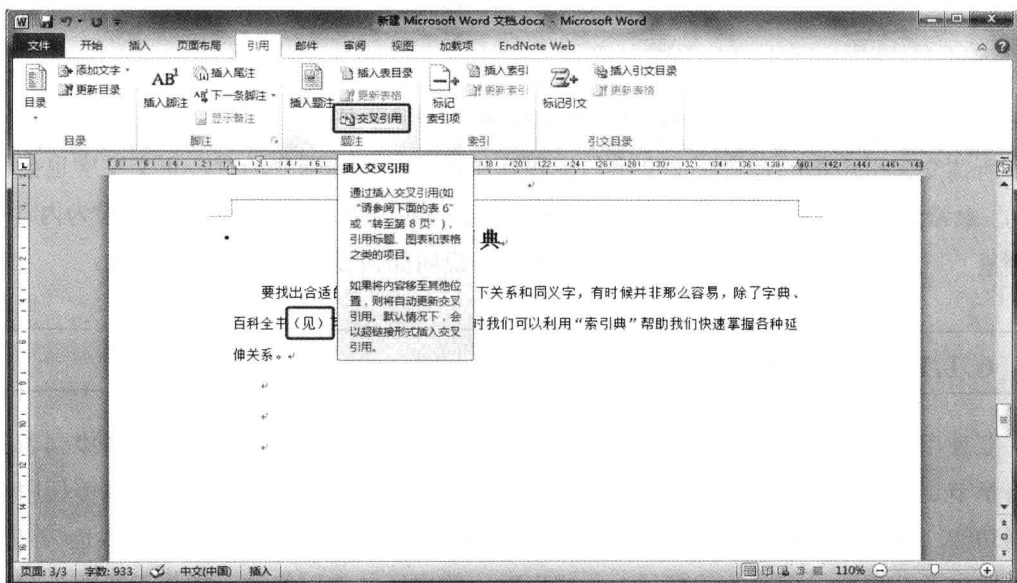 新建 Microsoft Word 文档.docx - Microsoft Word
文件 开始 插入 页面布局 引用 邮件 审阅 视图 加载项 EndNote Web
目录
添加文字
更新目录
目录
插入脚注
插入尾注
下一条脚注
显示备注
脚注
插入题注
插入表目录
更新表格
交叉引用
题注
标记
索引项
插入索引
更新索引
索引
标记引文
插入引文目录
更新表格
引文目录
插入交叉引用
通过插入交叉引用(如
“请参阅下面的表 6”
或“转至第 8 页”),
引用标题、图表和表格
之类的项目。
如果将内容移至其他位
置,则将自动更新交叉
引用。默认情况下,会
以超链接形式插入交叉
引用。
典
要找出合适 下关系和同义字,有时候并非那么容易,除了字典、
百科全书(见) 时我们可以利用“索引典”帮助我们快速掌握各种延
伸关系。
页面: 3/3 字数: 933 中文(中国) 插入 110%